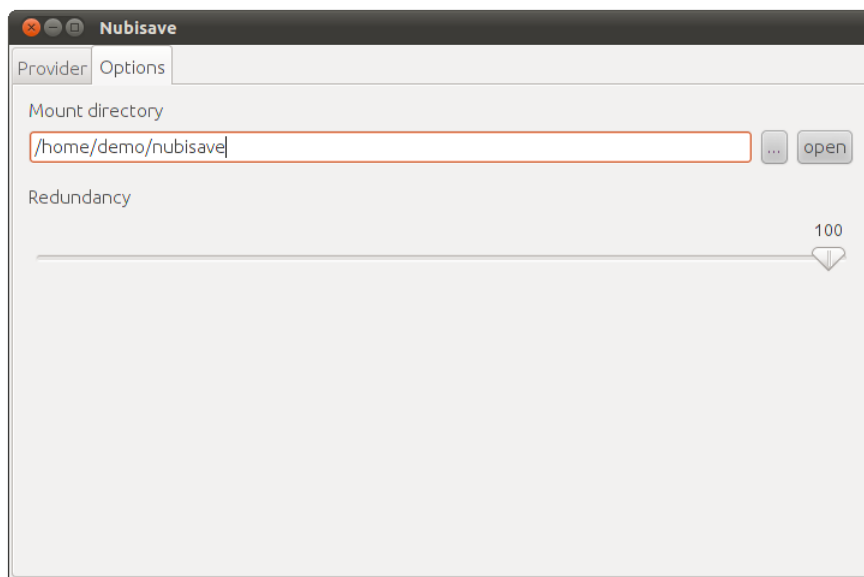 Nubisave
Provider Options
Mount directory
/home/demo/nubisave ... open
Redundancy
100